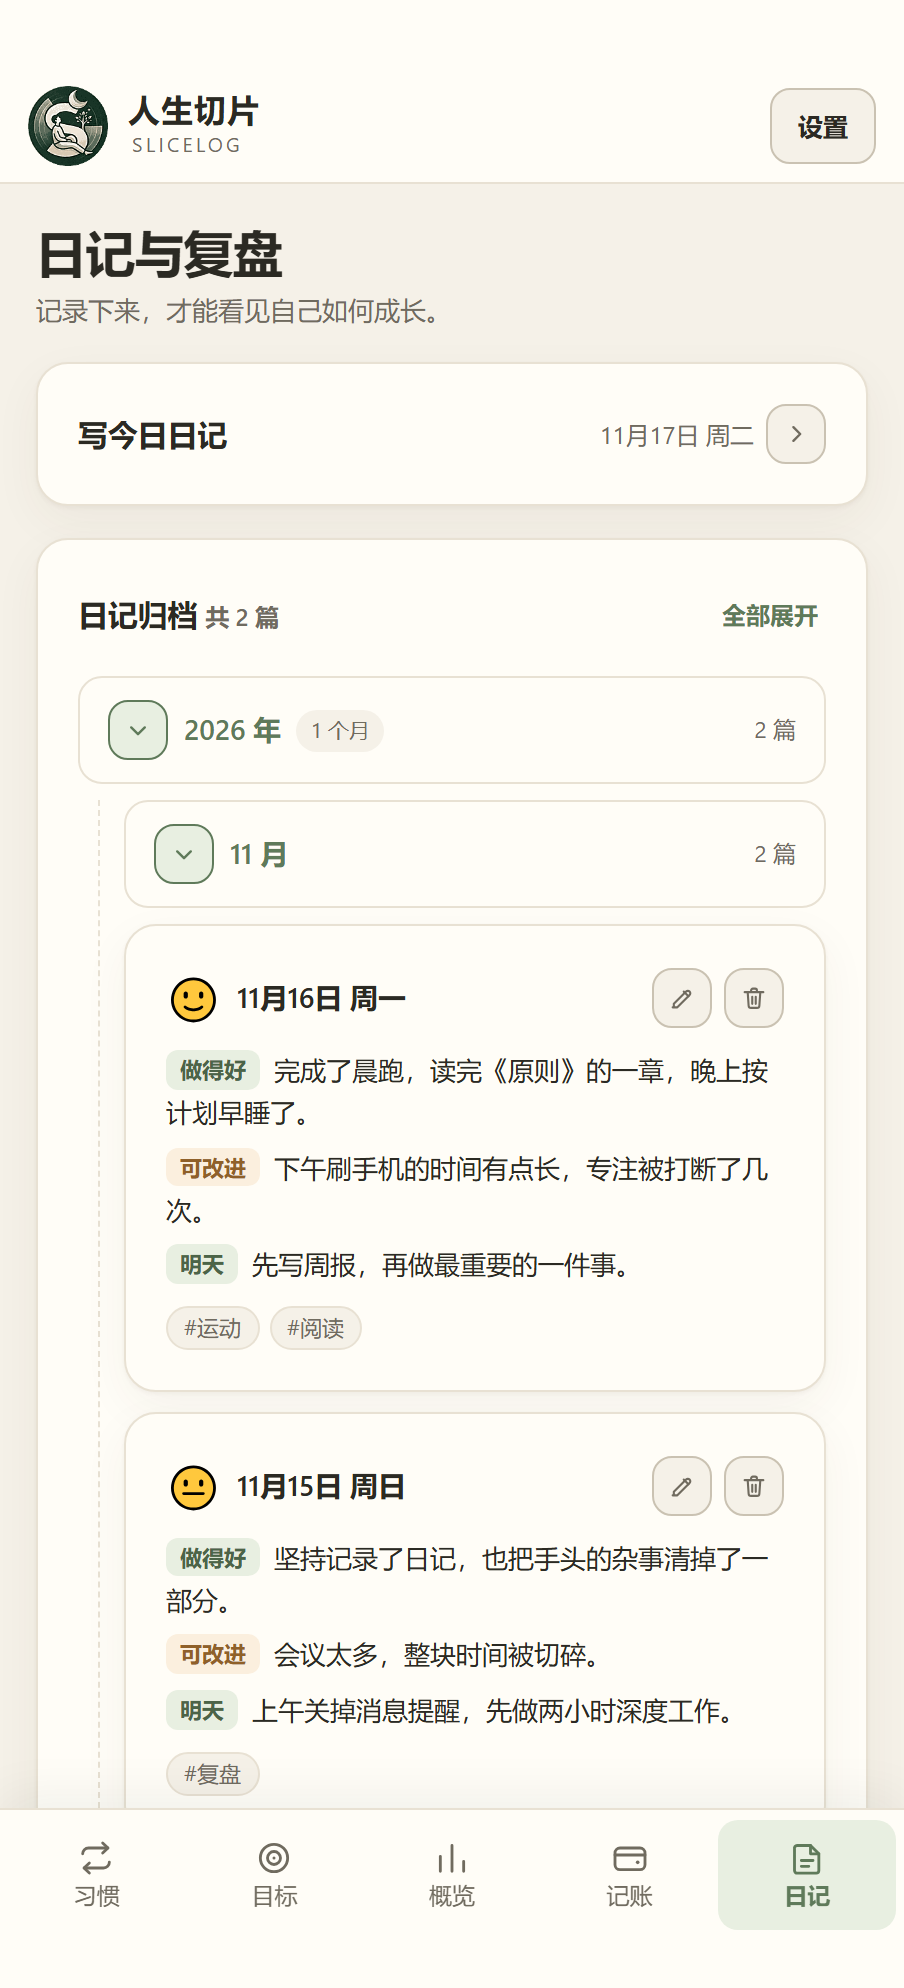 人生切片
SLICELOG
设置
日记与复盘
记录下来，才能看见自己如何成长。
写今日日记
11月17日 周二
日记归档 共 2 篇
全部展开
2026 年
1 个月
2 篇
11 月
2 篇
11月16日 周一
做得好 完成了晨跑，读完《原则》的一章，晚上按
计划早睡了。
可改进 下午刷手机的时间有点长，专注被打断了几
次。
明天 先写周报，再做最重要的一件事。
#运动 #阅读
11月15日 周日
做得好 坚持记录了日记，也把手头的杂事清掉了一
部分。
可改进 会议太多，整块时间被切碎。
明天 上午关掉消息提醒，先做两小时深度工作。
#复盘
习惯
目标
概览
记账
日记